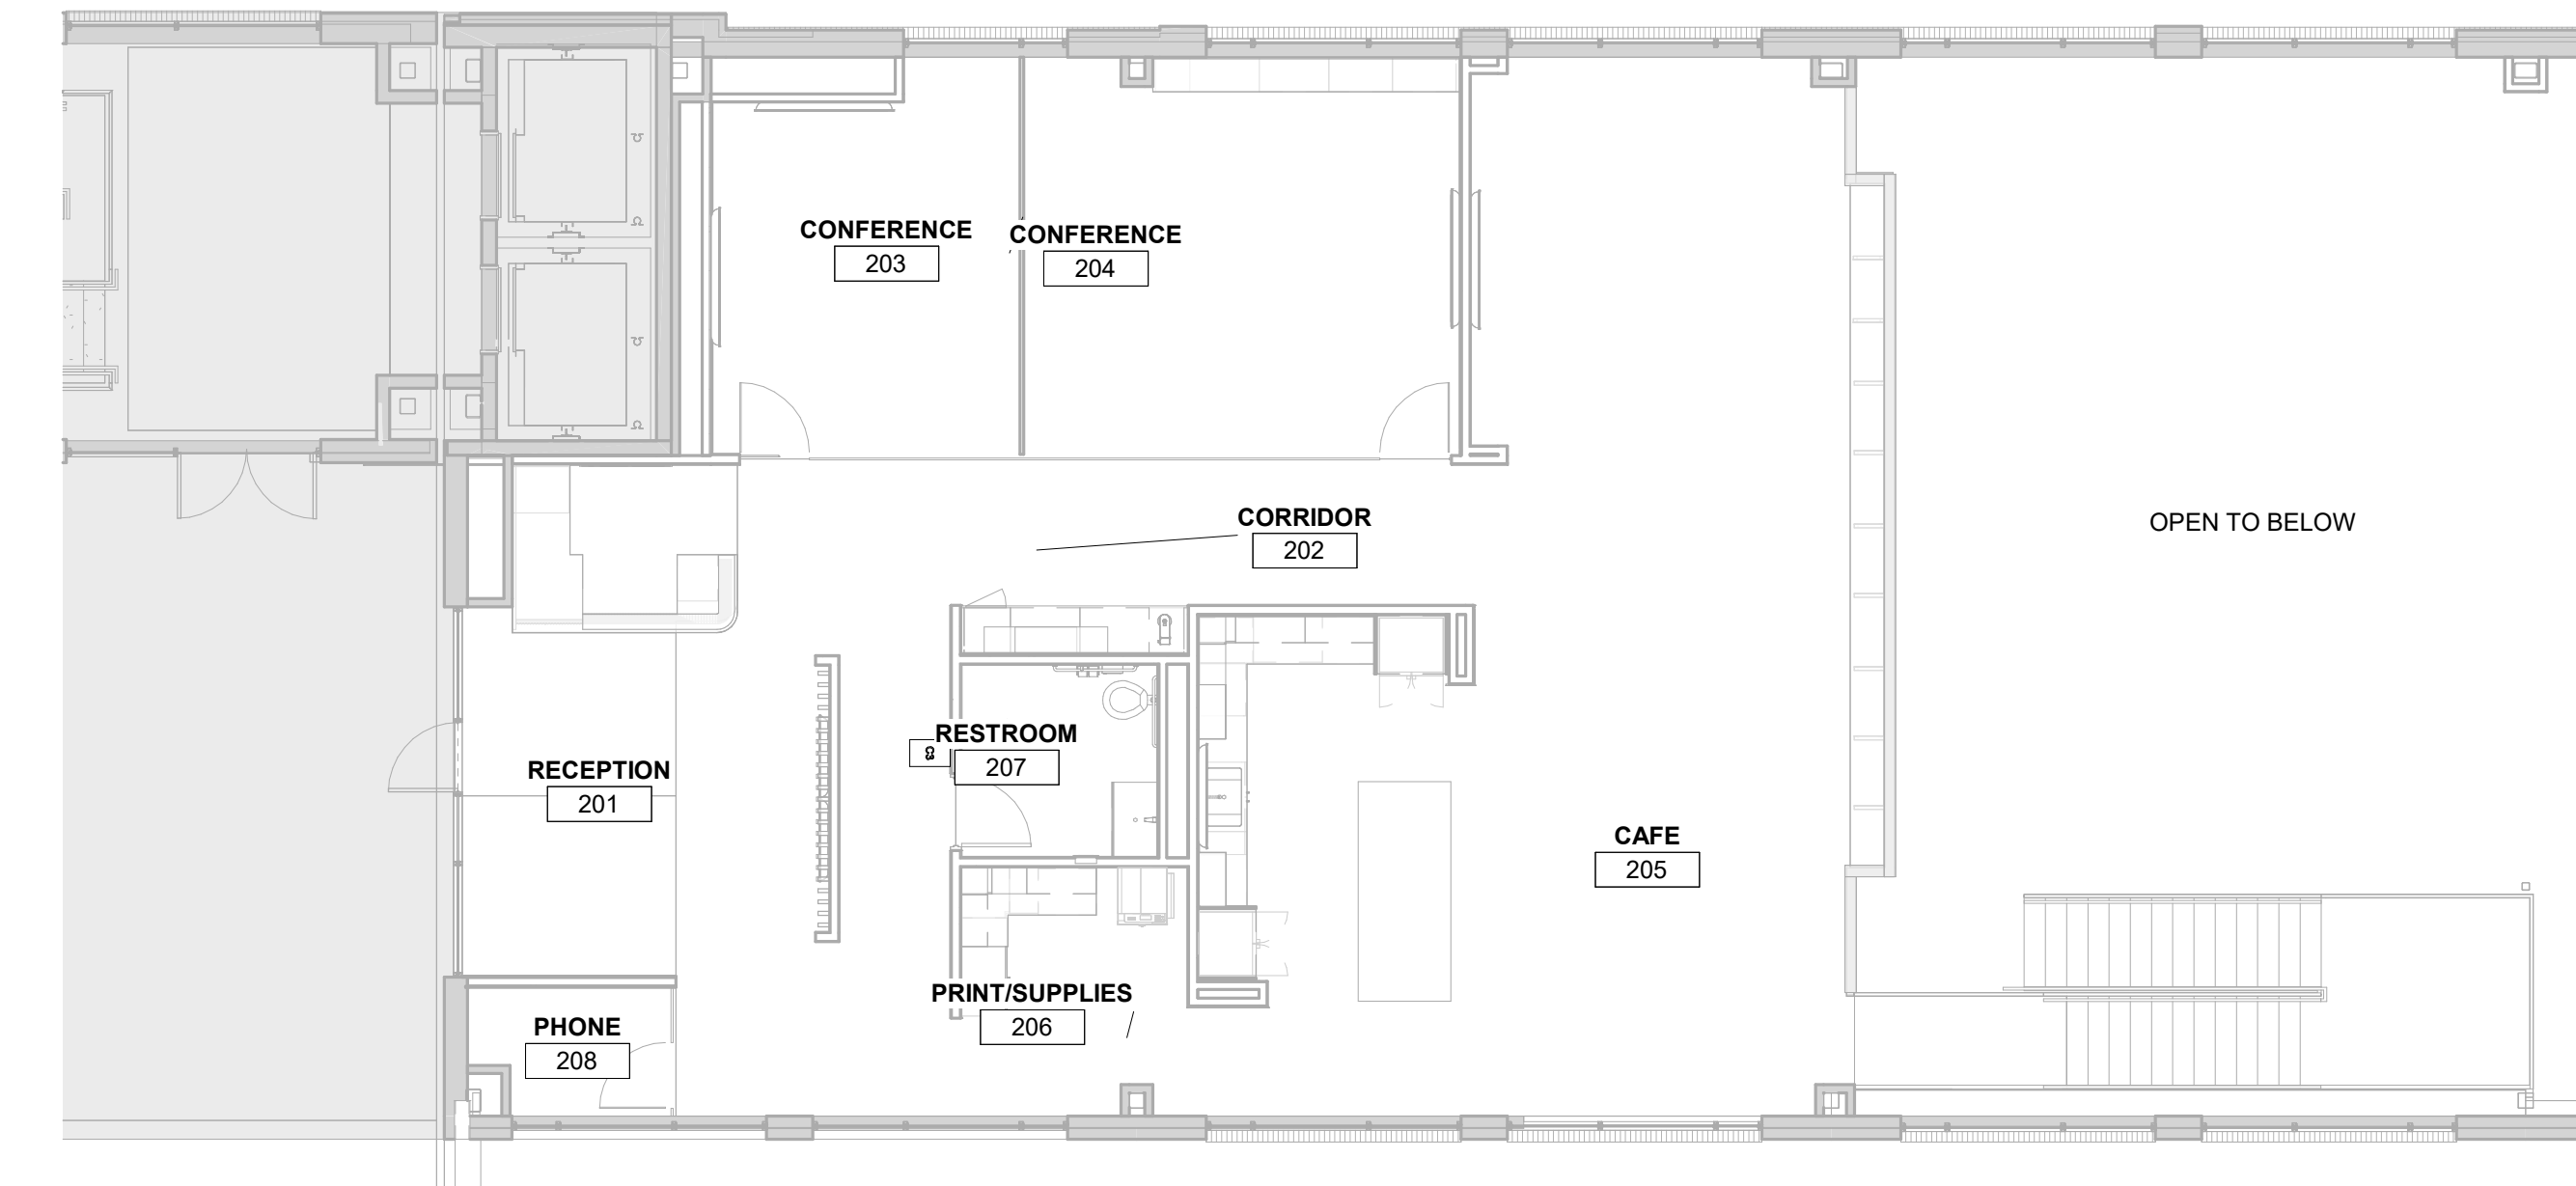 CONFERENCE
203
CONFERENCE
204
CORRIDOR
202
OPEN TO BELOW
RESTROOM
207
RECEPTION
201
CAFE
205
PRINT/SUPPLIES
206
PHONE
208